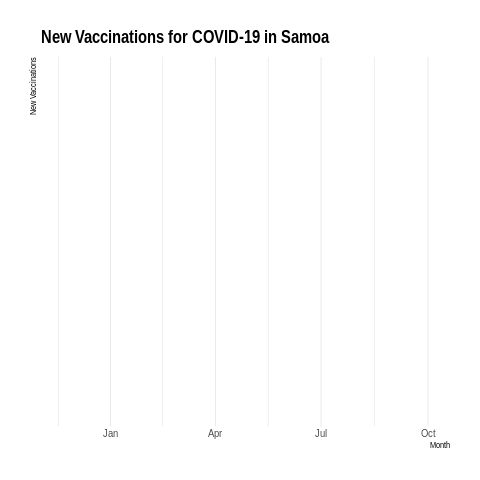 New Vaccinations for COVID-19 in Samoa
New Vaccinations
Jan Apr Jul Oct
Month